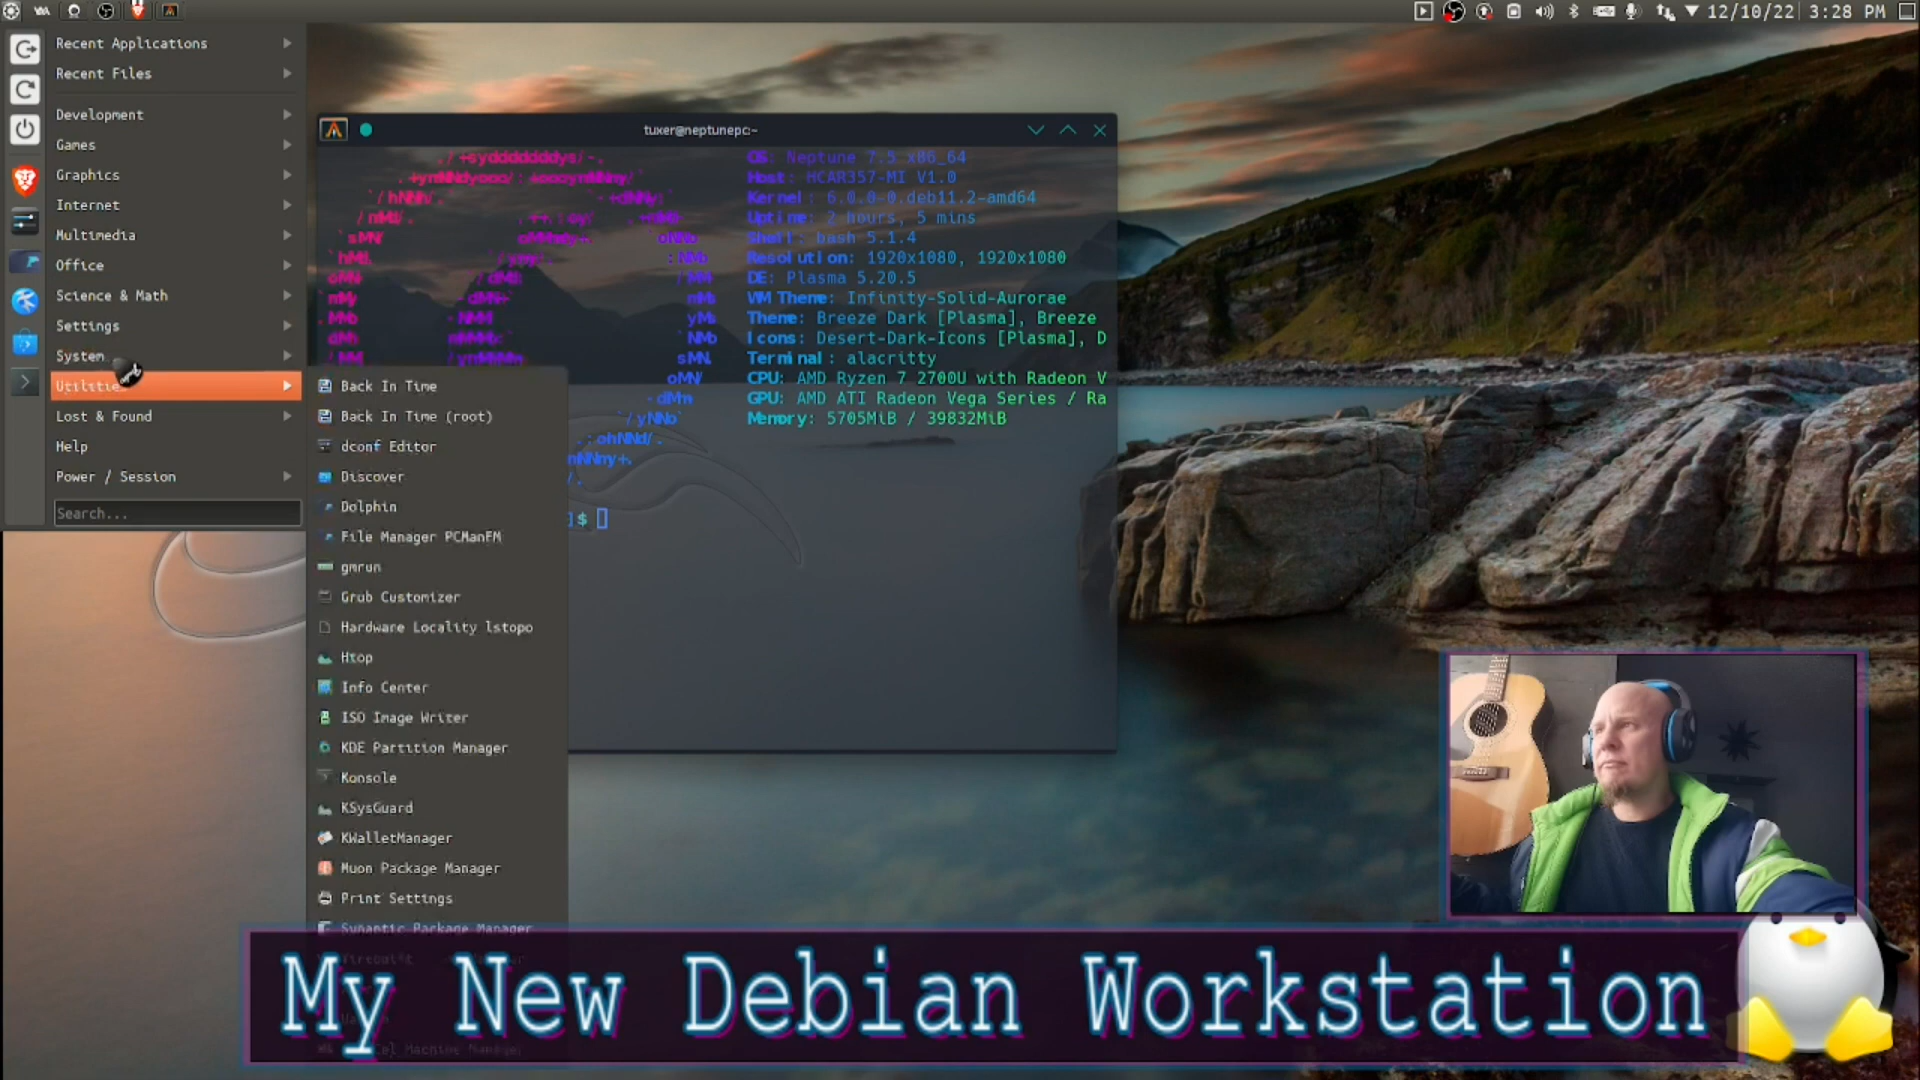 12/10/22 3:28 PM
Recent Applications
Recent Files
Development
Games
Graphics
Internet
Multimedia
Office
Science & Math
Settings
System
Utilities
Lost & Found
Help
Power / Session
Search...
Back In Time
Back In Time (root)
dconf Editor
Discover
Dolphin
File Manager PCManFM
gmrun
Grub Customizer
Hardware Locality lstopo
Htop
Info Center
ISO Image Writer
KDE Partition Manager
Konsole
KSysGuard
KWalletManager
Muon Package Manager
Print Settings
Synaptic Package Manager
tuxer@neptunepc:~
OS: Neptune 7.5 x86_64
Host: HCAR357-MI V1.0
Kernel: 6.0.0-0.deb11.2-amd64
Uptime: 2 hours, 5 mins
Shell: bash 5.1.4
Resolution: 1920x1080, 1920x1080
DE: Plasma 5.20.5
WM Theme: Infinity-Solid-Aurorae
Theme: Breeze Dark [Plasma], Breeze
Icons: Desert-Dark-Icons [Plasma], D
Terminal: alacritty
CPU: AMD Ryzen 7 2700U with Radeon V
GPU: AMD ATI Radeon Vega Series / Ra
Memory: 5705MiB / 39832MiB
]$
My New Debian Workstation